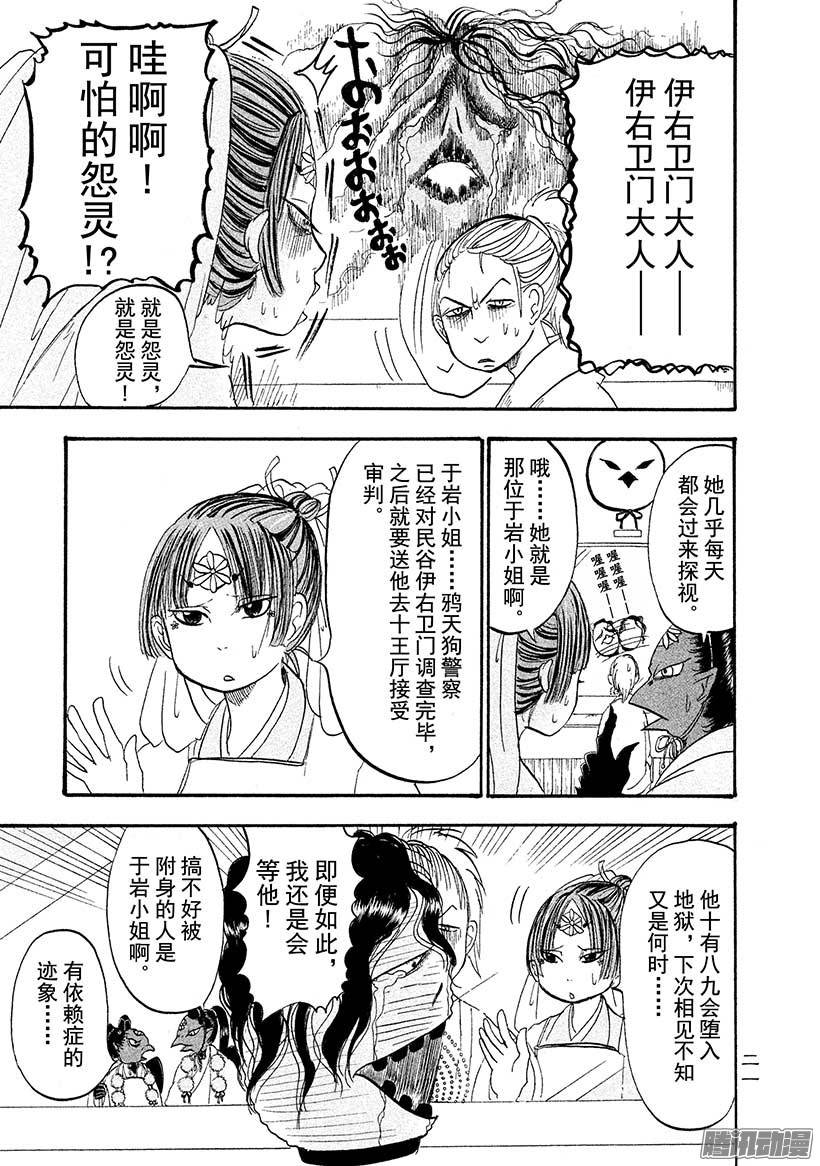 伊右卫门大人——
伊右卫门大人——
おおおおおお
哇啊啊！
可怕的怨灵！？
就是怨灵，
就是怨灵！
她几乎每天
都会过来探视。
喔喔喔——
喔喔喔——
哦……她就是
那位于岩小姐啊。
于岩小姐……鸦天狗警察
已经对民谷伊右卫门调查完毕，
之后就要送他去十王厅接受
审判。
他十有八九会堕入
地狱，下次相见不知
又是何时……
即便如此，
我还是会
等他！
搞不好被
附身的人是
于岩小姐啊。
有依赖症的
迹象……
二一
腾讯动漫